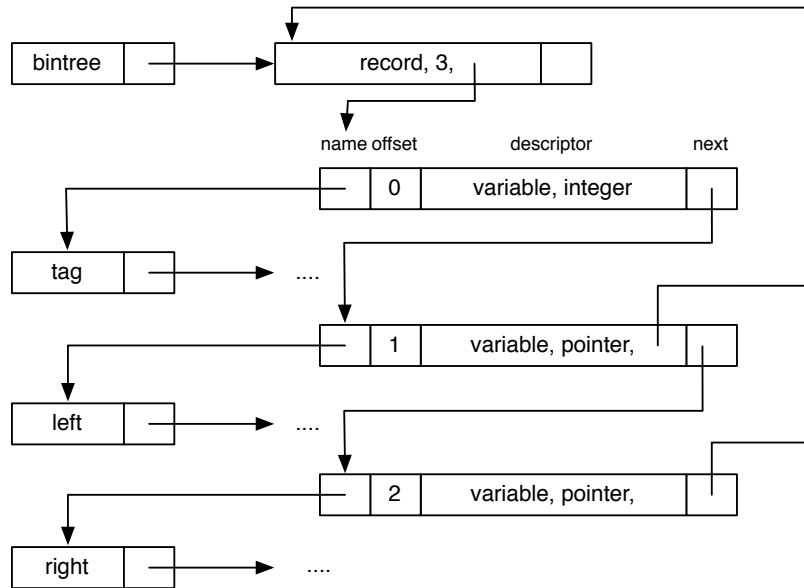 bintree record, 3,
name offset descriptor next
0 variable, integer
tag ....
1 variable, pointer,
left ....
2 variable, pointer,
right ....